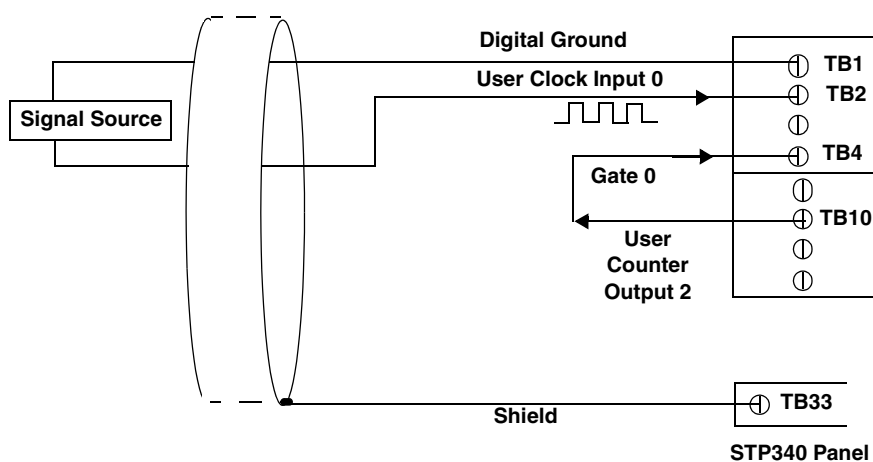 Digital Ground
TB1
User Clock Input 0
TB2
Signal Source
TB4
Gate 0
TB10
User
Counter
Output 2
TB33
Shield
STP340 Panel